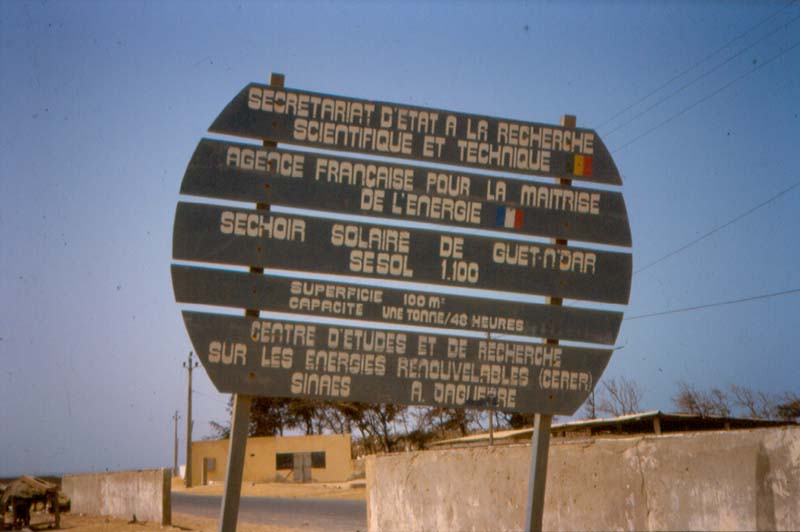 SECRETARIAT D'ETAT A LA RECHERCHE
SCIENTIFIQUE ET TECHNIQUE
AGENCE FRANÇAISE POUR LA MAITRISE
DE L'ENERGIE
SECHOIR SOLAIRE DE GUET-N'DAR
SESOL 1.100
SUPERFICIE 100 m²
CAPACITE UNE TONNE/48 HEURES
CENTRE D'ETUDES ET DE RECHERCHE
SUR LES ENERGIES RENOUVELABLES (CERER)
SINAES A. DAGUERRE